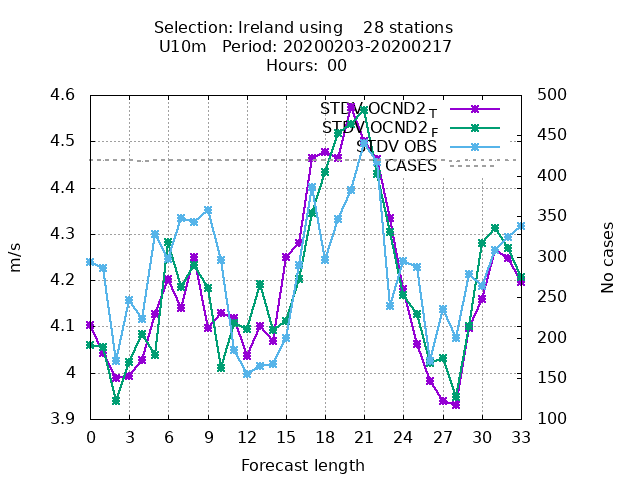 Selection: Ireland using 28 stations
U10m Period: 20200203-20200217
Hours: 00
4.6
4.5
4.4
4.3
4.2
4.1
4
3.9
m/s
STDV OCND2 T
STDV OCND2 F
STDV OBS
CASES
500
450
400
350
300
250
200
150
100
No cases
0 3 6 9 12 15 18 21 24 27 30 33
Forecast length